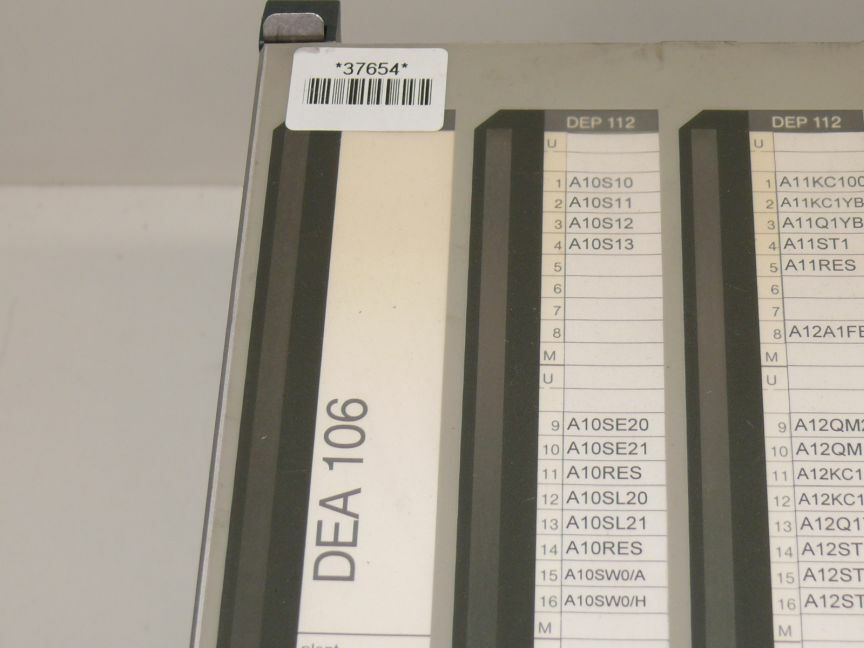 *37654*
DEA 106
DEP 112
U
1 A10S10
2 A10S11
3 A10S12
4 A10S13
5
6
7
8
M
U
9 A10SE20
10 A10SE21
11 A10RES
12 A10SL20
13 A10SL21
14 A10RES
15 A10SW0/A
16 A10SW0/H
M
DEP 112
U
1 A11KC100
2 A11KC1YB
3 A11Q1YB
4 A11ST1
5 A11RES
6
7
8 A12A1FE
M
U
9 A12QM2
10 A12QM
11 A12KC1
12 A12KC1
13 A12Q1
14 A12ST
15 A12ST
16 A12ST
M